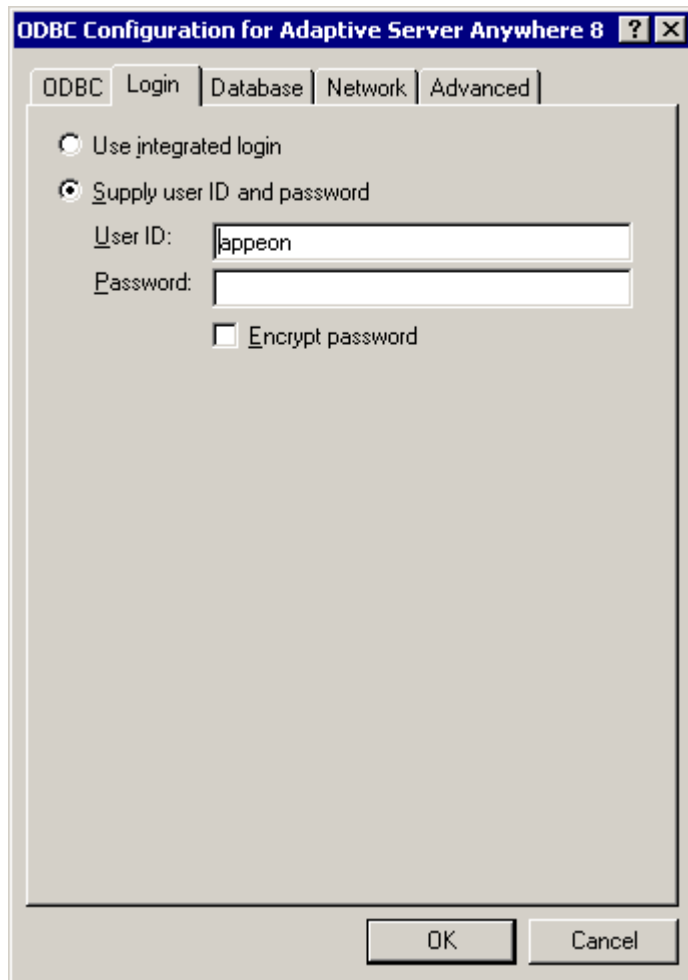 ODBC Configuration for Adaptive Server Anywhere 8 ?
ODBC Login Database Network Advanced
Use integrated login
Supply user ID and password
User ID: appeon
Password:
Encrypt password
OK Cancel